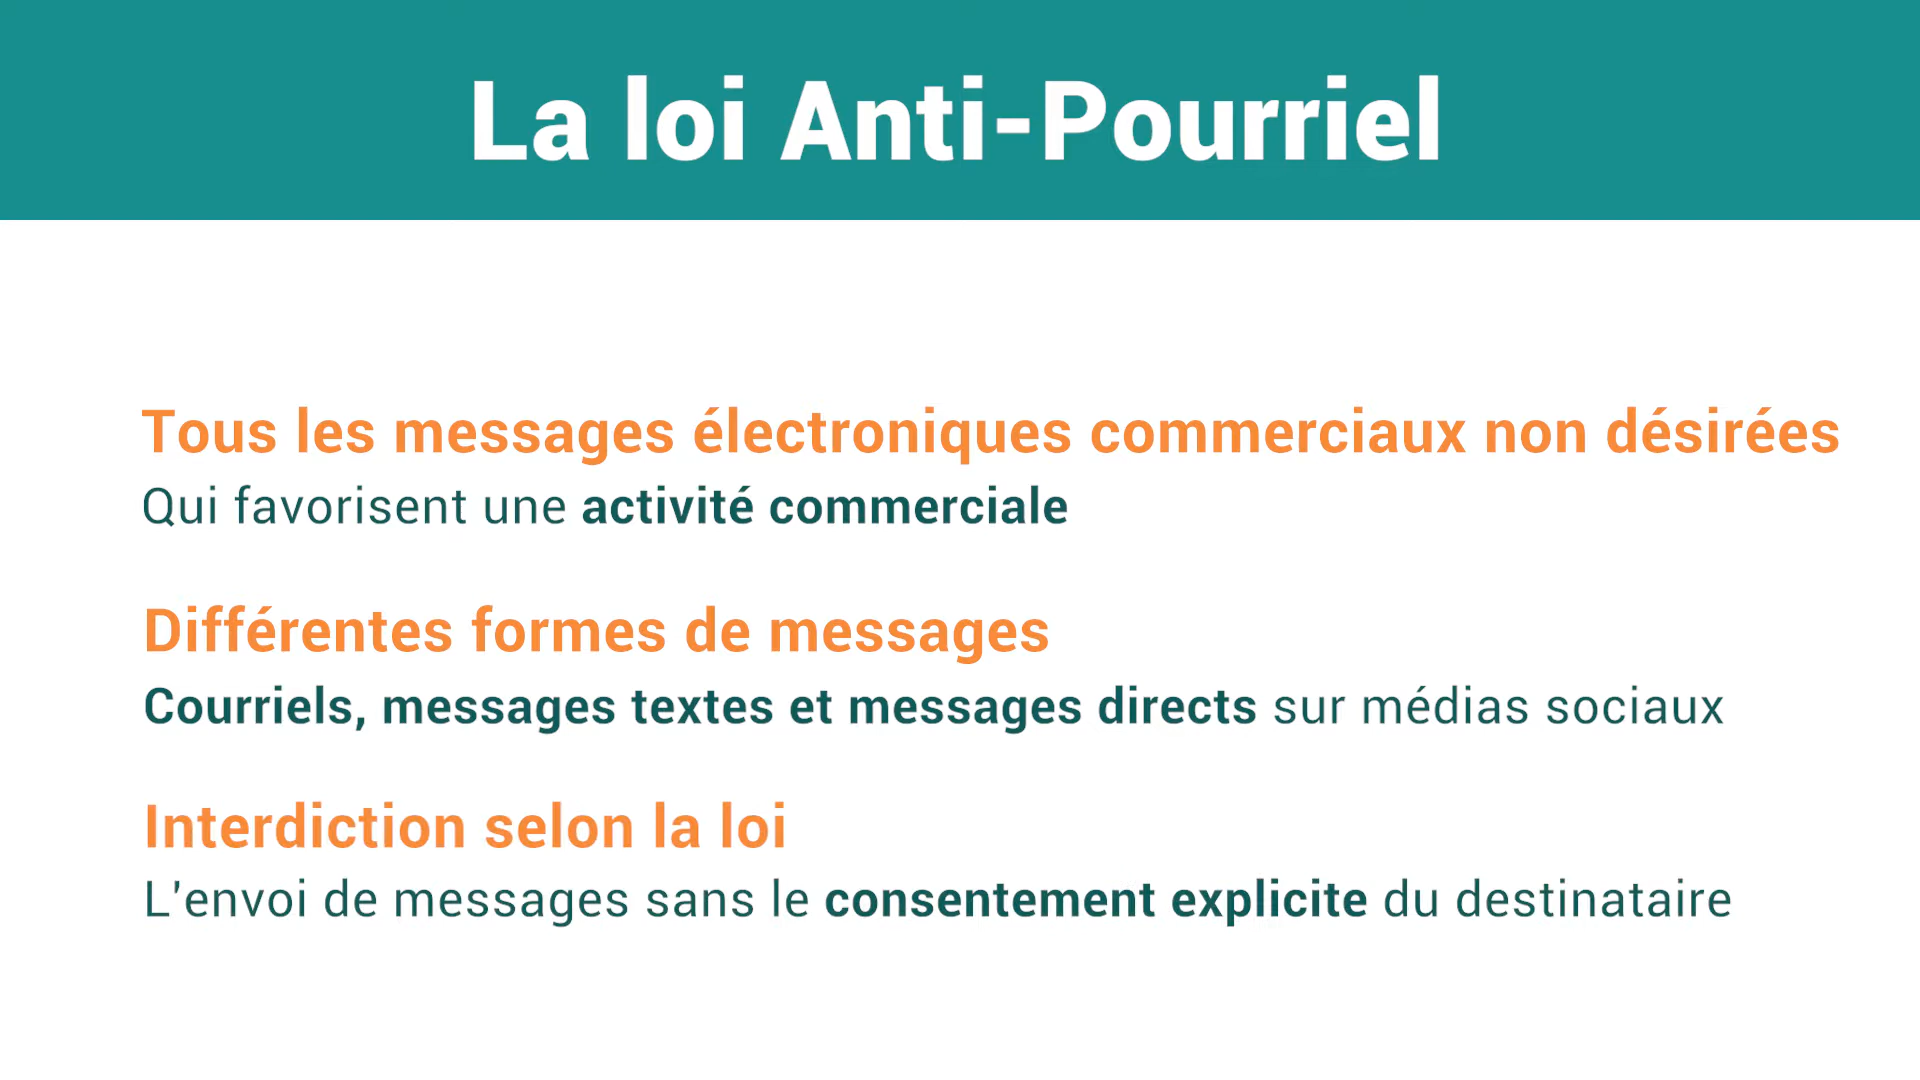 La loi Anti-Pourriel
Tous les messages électroniques commerciaux non désirées
Qui favorisent une activité commerciale
Différentes formes de messages
Courriels, messages textes et messages directs sur médias sociaux
Interdiction selon la loi
L'envoi de messages sans le consentement explicite du destinataire